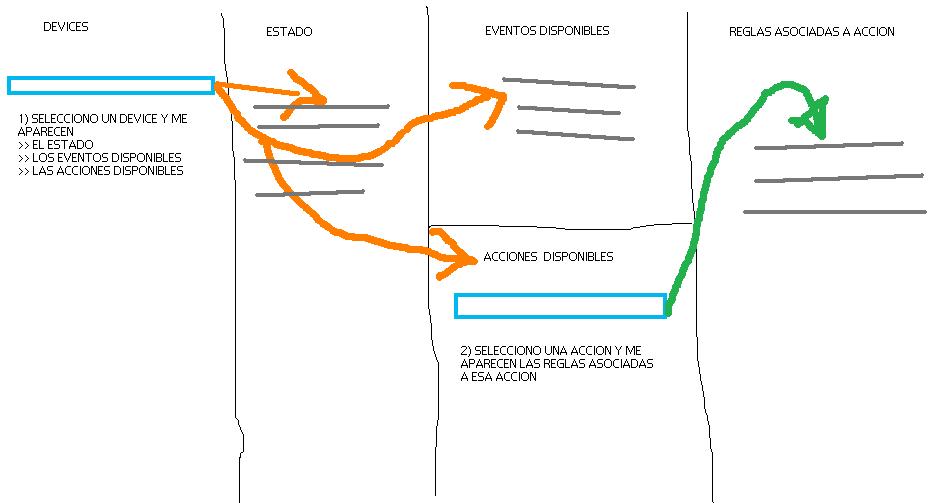 DEVICES
ESTADO
EVENTOS DISPONIBLES
REGLAS ASOCIADAS A ACCION
1) SELECCIONO UN DEVICE Y ME
APARECEN
>> EL ESTADO
>> LOS EVENTOS DISPONIBLES
>> LAS ACCIONES DISPONIBLES
ACCIONES DISPONIBLES
2) SELECCIONO UNA ACCION Y ME
APARECEN LAS REGLAS ASOCIADAS
A ESA ACCION